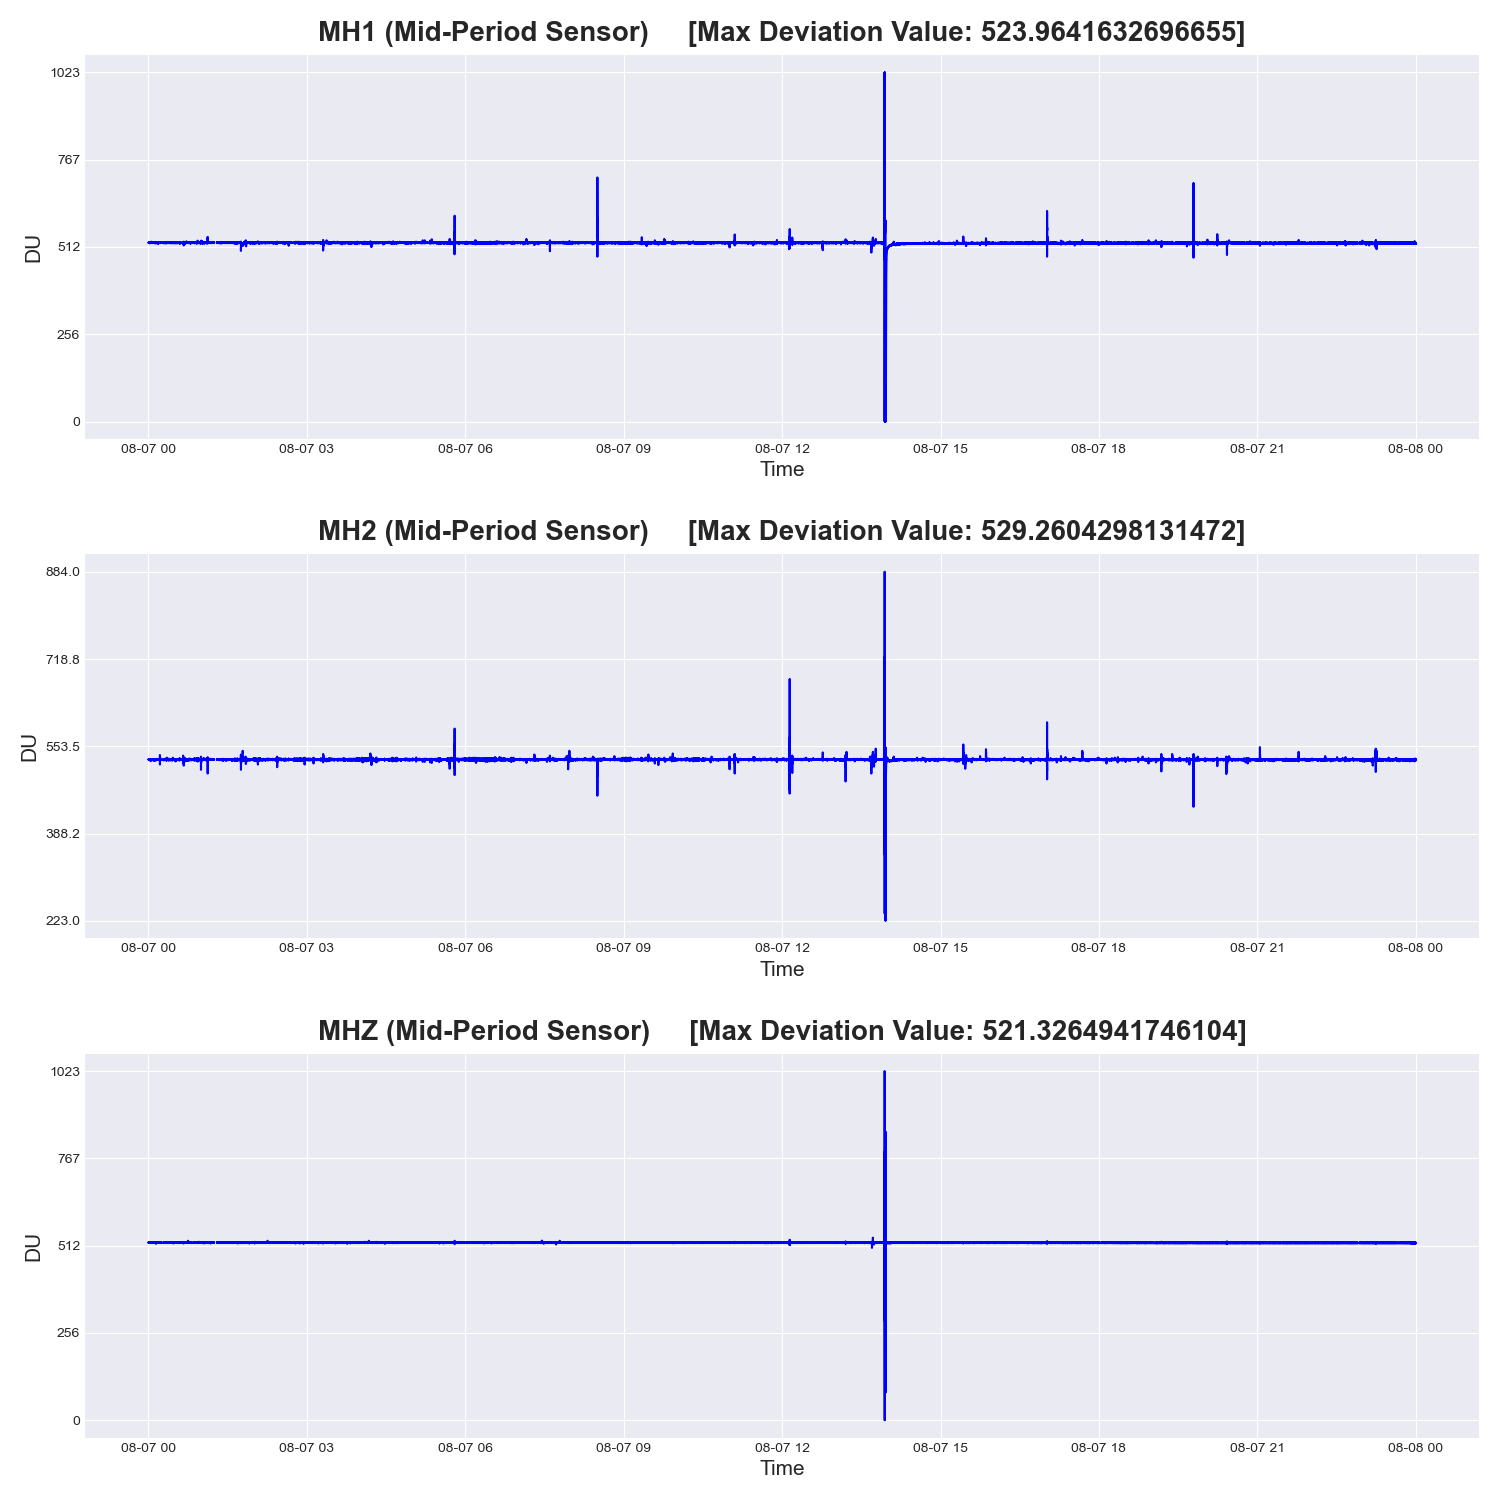 MH1 (Mid-Period Sensor) [Max Deviation Value: 523.9641632696655]
1023
767
512
256
0
DU
08-07 00 08-07 03 08-07 06 08-07 09 08-07 12 08-07 15 08-07 18 08-07 21 08-08 00
Time
MH2 (Mid-Period Sensor) [Max Deviation Value: 529.2604298131472]
884.0
718.8
553.5
388.2
223.0
DU
08-07 00 08-07 03 08-07 06 08-07 09 08-07 12 08-07 15 08-07 18 08-07 21 08-08 00
Time
MHZ (Mid-Period Sensor) [Max Deviation Value: 521.3264941746104]
1023
767
512
256
0
DU
08-07 00 08-07 03 08-07 06 08-07 09 08-07 12 08-07 15 08-07 18 08-07 21 08-08 00
Time